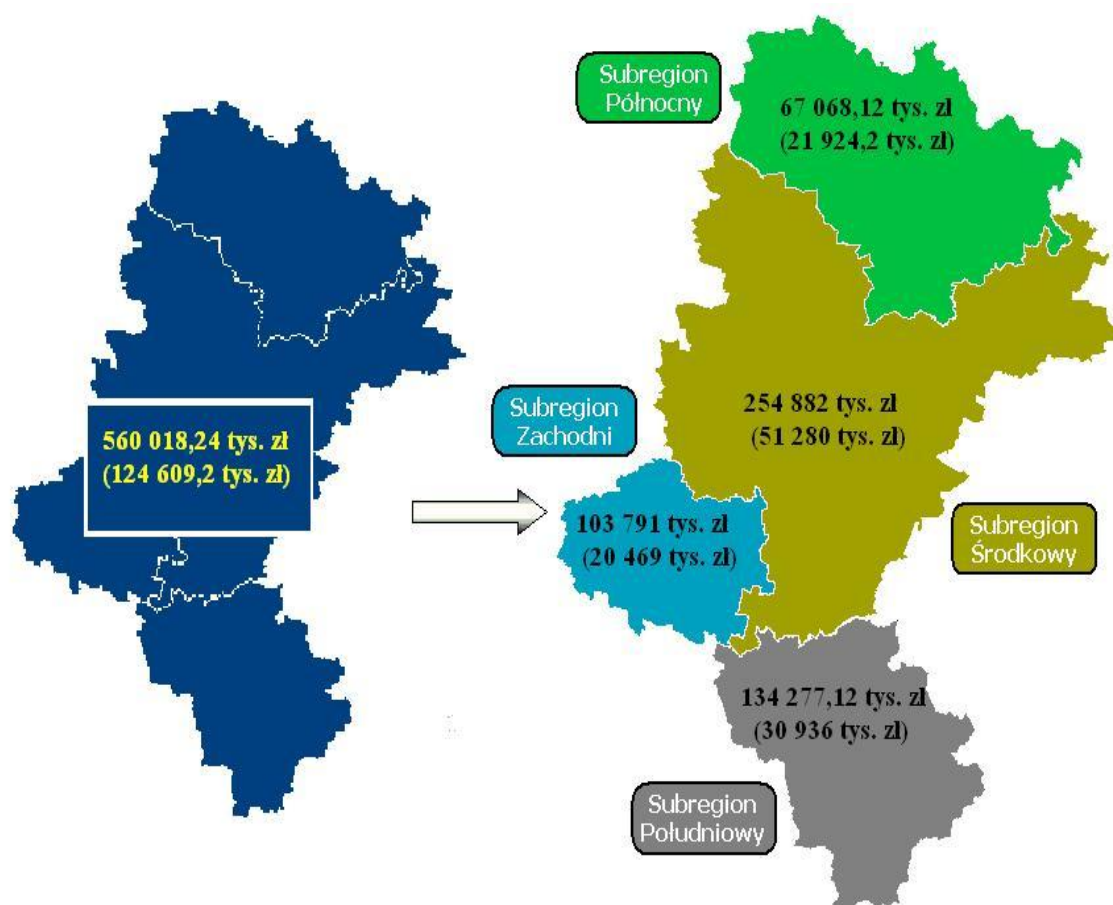 Subregion
Północny
67 068,12 tys. zł
(21 924,2 tys. zł)
Subregion
Zachodni
254 882 tys. zł
(51 280 tys. zł)
560 018,24 tys. zł
(124 609,2 tys. zł)
103 791 tys. zł
(20 469 tys. zł)
Subregion
Środkowy
134 277,12 tys. zł
(30 936 tys. zł)
Subregion
Południowy